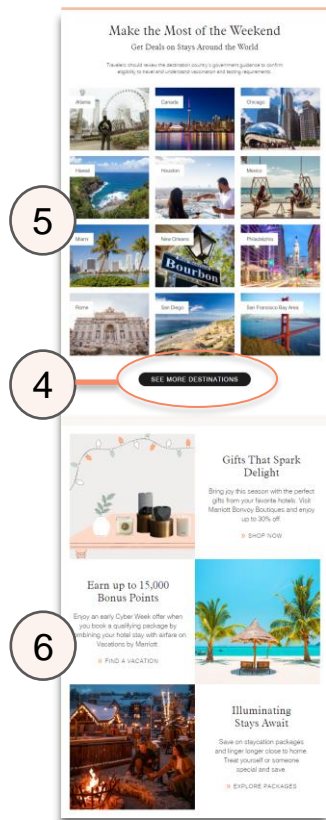 Make the Most of the Weekend
Get Deals on Stays Around the World
Travelers should review the destination country's government guidance to confirm
eligibility to travel and understand vaccination and testing requirements.
Atlanta
Canada
Chicago
Hawaii
Houston
Mexico
5
Miami
New Orleans
Philadelphia
Bourbon
Rome
San Diego
San Francisco Bay Area
4
SEE MORE DESTINATIONS
Gifts That Spark
Delight
Bring joy this season with the perfect
gifts from your favorite hotels. Visit
Marriott Bonvoy Boutiques and enjoy
up to 30% off.
» SHOP NOW
Earn up to 15,000
Bonus Points
Enjoy an early Cyber Week offer when
you book a qualifying package by
combining your hotel stay with airfare on
Vacations by Marriott.
» FIND A VACATION
6
Illuminating
Stays Await
Save on staycation packages
and linger longer close to home.
Treat yourself or someone
special and save.
» EXPLORE PACKAGES